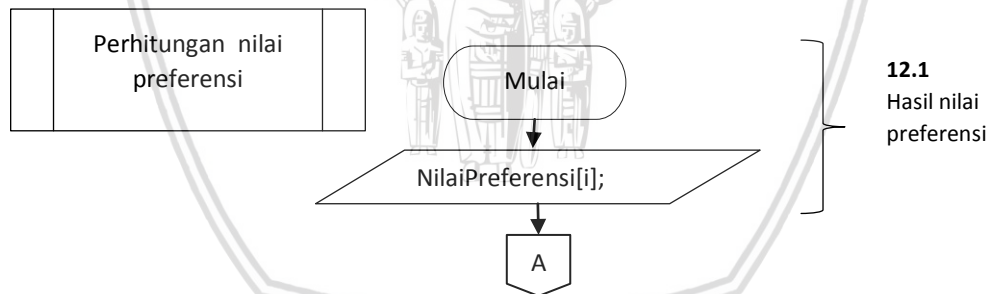 Perhitungan nilai
preferensi
Mulai
NilaiPreferensi[i];
A
12.1
Hasil nilai
preferensi